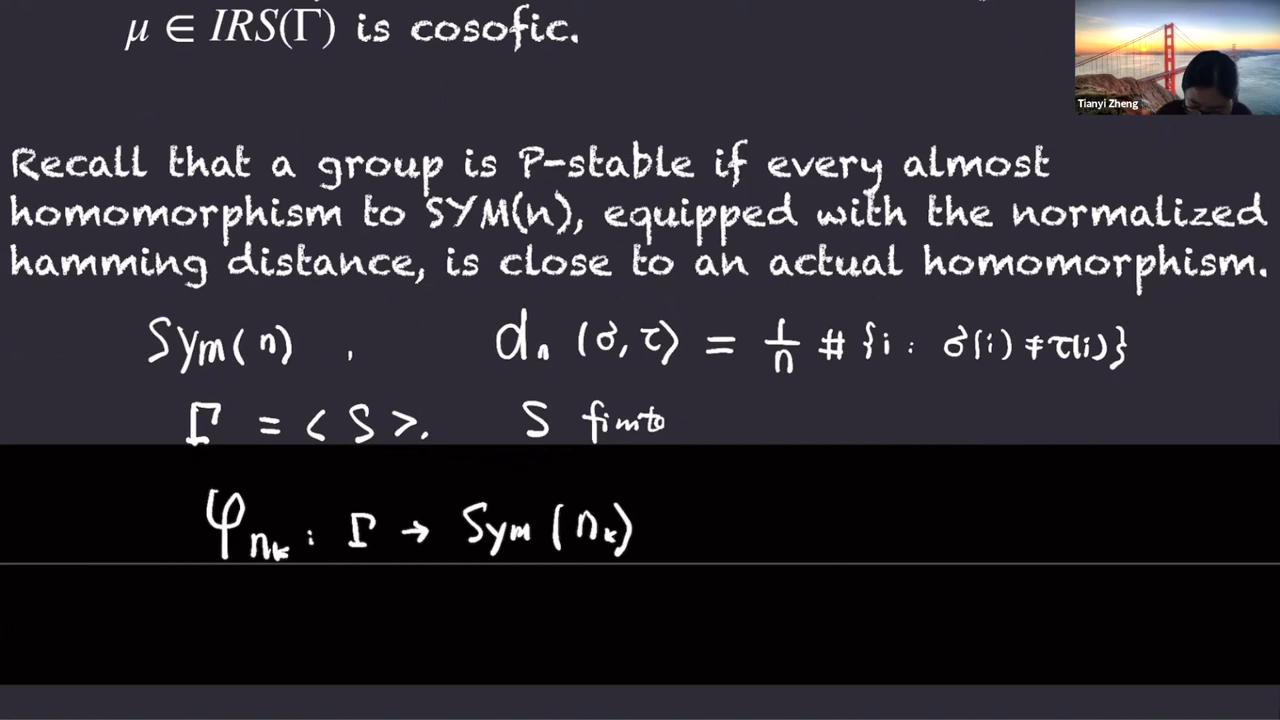 μ ∈ IRS(Γ) is cosofic.
Tianyi Zheng
Recall that a group is P-stable if every almost
homomorphism to SYM(n), equipped with the normalized
hamming distance, is close to an actual homomorphism.
Sym(n) , dₙ(σ, τ) = 1/n #{i : σ(i) ≠ τ(i)}
Γ = < S >. S finite
φₙₖ : Γ → Sym(nₖ)